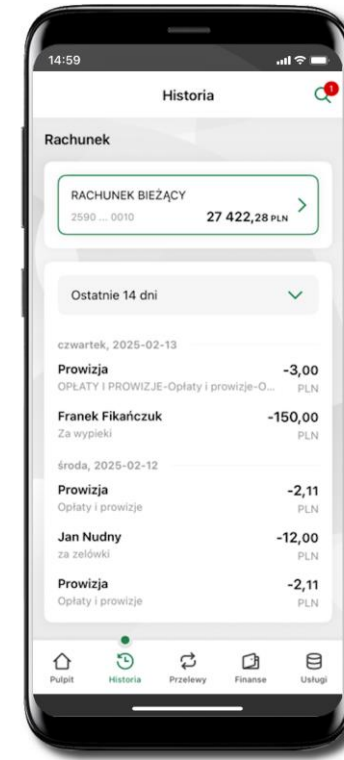 14:59
Historia
1
Rachunek
RACHUNEK BIEŻĄCY
2590 ... 0010 27 422,28 PLN
Ostatnie 14 dni
czwartek, 2025-02-13
Prowizja -3,00
OPŁATY I PROWIZJE-Opłaty i prowizje-O... PLN
Franek Fikańczuk -150,00
Za wypieki PLN
środa, 2025-02-12
Prowizja -2,11
Opłaty i prowizje PLN
Jan Nudny -12,00
za zelówki PLN
Prowizja -2,11
Opłaty i prowizje PLN
Pulpit Historia Przelewy Finanse Usługi